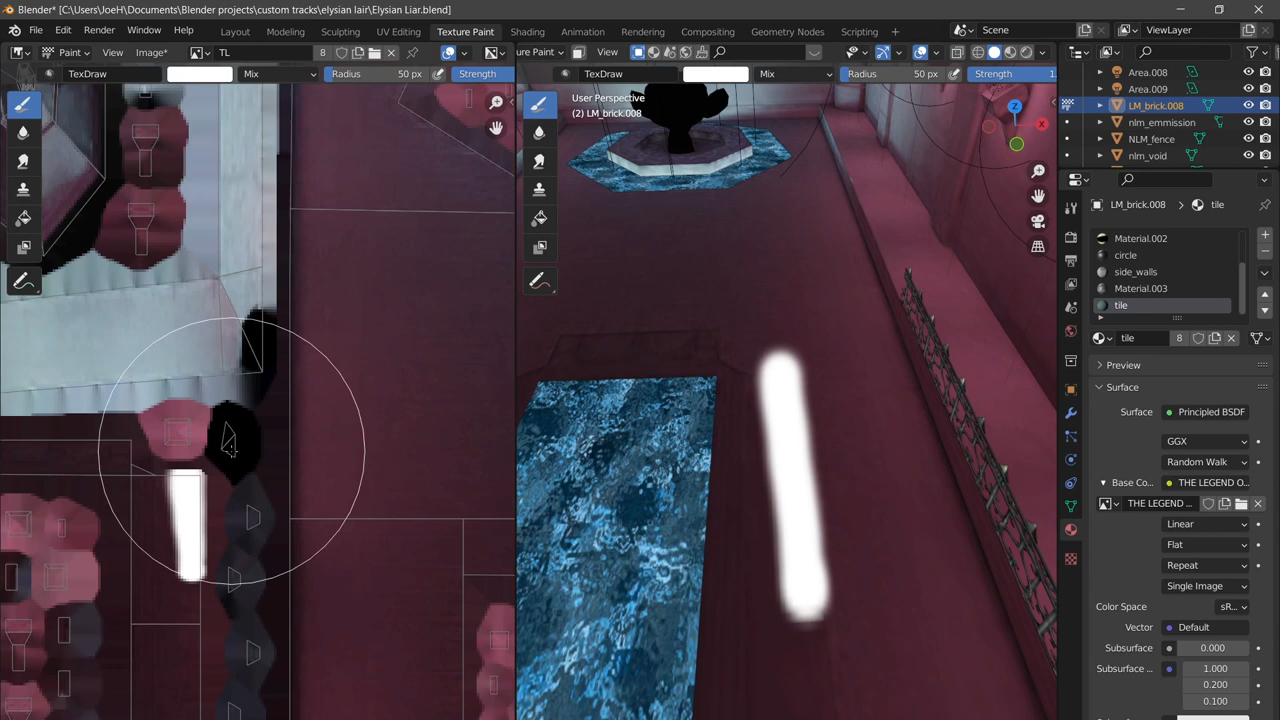 Blender* [C:\Users\JoeH\Documents\Blender projects\custom tracks\elysian lair\Elysian Liar.blend]
File Edit Render Window Help Layout Modeling Sculpting UV Editing Texture Paint Shading Animation Rendering Compositing Geometry Nodes Scripting + Scene ViewLayer
Paint View Image* TL 8 ure Paint View
TexDraw Mix Radius 50 px Strength TexDraw Mix Radius 50 px Strength 1.
User Perspective
(2) LM_brick.008
Z
X
Area.008
Area.009
LM_brick.008
nlm_emmission
NLM_fence
nlm_void
LM_brick.008 > tile
Material.002
circle
side_walls
Material.003
tile
tile 8
Preview
Surface
Surface Principled BSDF
GGX
Random Walk
Base Co... THE LEGEND O...
THE LEGEND ...
Linear
Flat
Repeat
Single Image
Color Space sR...
Vector Default
Subsurface 0.000
Subsurface ... 1.000
0.200
0.100